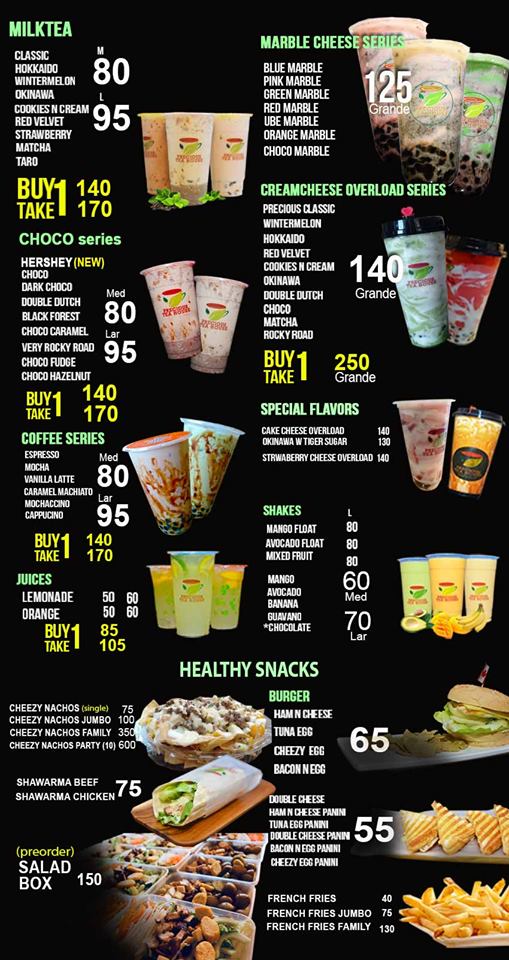 MILKTEA
CLASSIC
HOKKAIDO
WINTERMELON
OKINAWA
COOKIES N CREAM
RED VELVET
STRAWBERRY
MATCHA
TARO
M
80
L
95
BUY 1 TAKE 1
140
170
CHOCO series
HERSHEY (NEW)
CHOCO
DARK CHOCO
DOUBLE DUTCH
BLACK FOREST
CHOCO CARAMEL
VERY ROCKY ROAD
CHOCO FUDGE
CHOCO HAZELNUT
Med
80
Lar
95
BUY 1 TAKE 1
140
170
COFFEE SERIES
ESPRESSO
MOCHA
VANILLA LATTE
CARAMEL MACHIATO
MOCHACCINO
CAPPUCINO
Med
80
Lar
95
BUY 1 TAKE 1
140
170
JUICES
LEMONADE 50 60
ORANGE 50 60
BUY 1 TAKE 1
85
105
MARBLE CHEESE SERIES
BLUE MARBLE
PINK MARBLE
GREEN MARBLE
RED MARBLE
UBE MARBLE
ORANGE MARBLE
CHOCO MARBLE
125
Grande
CREAMCHEESE OVERLOAD SERIES
PRECIOUS CLASSIC
WINTERMELON
HOKKAIDO
RED VELVET
COOKIES N CREAM
OKINAWA
DOUBLE DUTCH
CHOCO
MATCHA
ROCKY ROAD
140
Grande
BUY 1 TAKE 1
250
Grande
SPECIAL FLAVORS
CAKE CHEESE OVERLOAD 140
OKINAWA W TIGER SUGAR 130
STRWABERRY CHEESE OVERLOAD 140
SHAKES
L
MANGO FLOAT 80
AVOCADO FLOAT 80
MIXED FRUIT 80
MANGO
AVOCADO
BANANA
GUAVANO
*CHOCOLATE
60
Med
70
Lar
PRECIOUS
TEA HOUSE
HEALTHY SNACKS
CHEEZY NACHOS (single) 75
CHEEZY NACHOS JUMBO 100
CHEEZY NACHOS FAMILY 350
CHEEZY NACHOS PARTY (10) 600
SHAWARMA BEEF
SHAWARMA CHICKEN
75
(preorder)
SALAD
BOX 150
BURGER
HAM N CHEESE
TUNA EGG
CHEEZY EGG
BACON N EGG
65
DOUBLE CHEESE
HAM N CHEESE PANINI
TUNA EGG PANINI
DOUBLE CHEESE PANINI
BACON N EGG PANINI
CHEEZY EGG PANINI
55
FRENCH FRIES 40
FRENCH FRIES JUMBO 75
FRENCH FRIES FAMILY 130